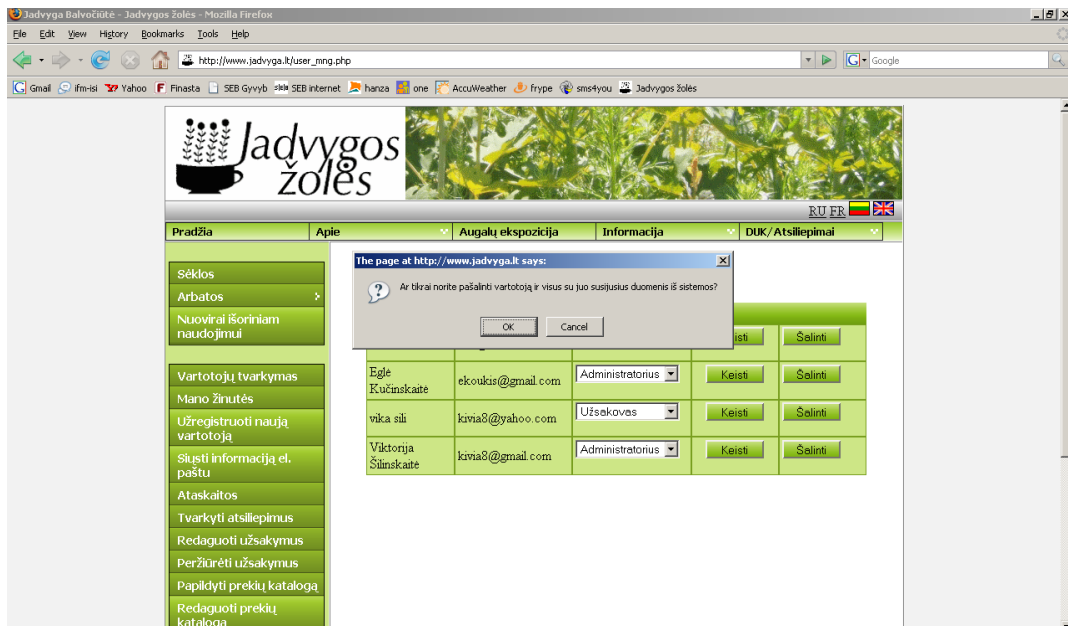 Jadvyga Balvočiūtė - Jadvygos žolės - Mozilla Firefox
File Edit View History Bookmarks Tools Help
http://www.jadvyga.lt/user_mng.php
G Google
Gmail ifm-isi Yahoo Finasta SEB Gyvyb SEB internet hanza one AccuWeather frype sms4you Jadvygos žolės
Jadvygos
žolės
RU FR
Pradžia Apie Augalų ekspozicija Informacija DUK/Atsiliepimai
The page at http://www.jadvyga.lt says:
Ar tikrai norite pašalinti vartotoją ir visus su juo susijusius duomenis iš sistemos?
OK Cancel
Sėklos
Arbatos
Nuovirai išoriniam
naudojimui
Vartotojų tvarkymas
Mano žinutės
Užregistruoti naują
vartotoją
Siųsti informaciją el.
paštu
Ataskaitos
Tvarkyti atsiliepimus
Redaguoti užsakymus
Peržiūrėti užsakymus
Papildyti prekių katalogą
Redaguoti prekių
katalogą
Šalinti
Eglė
Kučinskaitė
ekoukis@gmail.com Administratorius Keisti Šalinti
vika sili kivia8@yahoo.com Užsakovas Keisti Šalinti
Viktorija
Šilinskaitė
kivia8@gmail.com Administratorius Keisti Šalinti